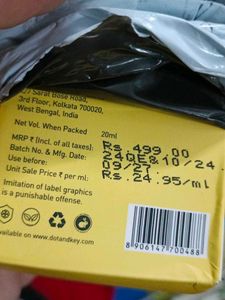 27 Sarat Bose Road,
3rd Floor, Kolkata 700020,
West Bengal, India
Net Vol. When Packed 20ml
MRP ₹ (Incl. of all taxes): Rs.499.00
Batch No. & Mfg. Date: 24QE&10/24
Use before: 09/27
Unit Sale Price ₹ per ml: Rs.24.95/ml
Imitation of label graphics
is a punishable offense.
available on www.dotandkey.com
8906147700488